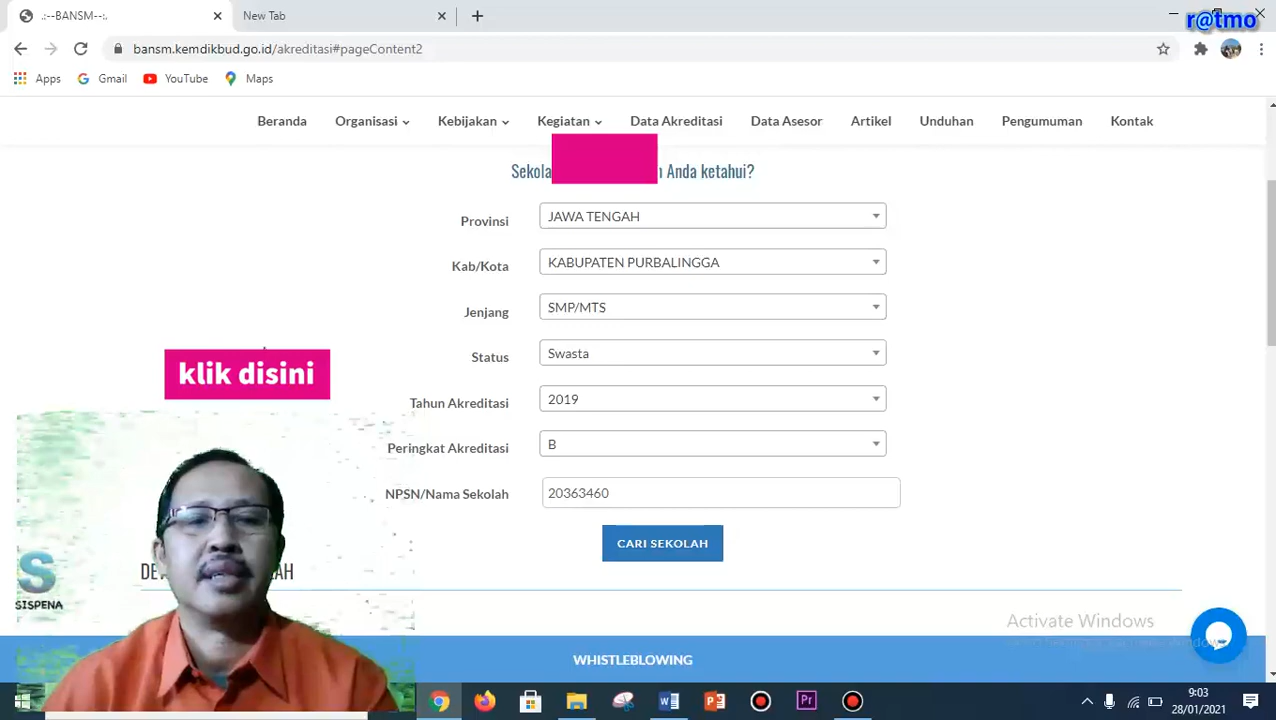 .:--BANSM--:.
New Tab
r@tmo
bansm.kemdikbud.go.id/akreditasi#pageContent2
Apps Gmail YouTube Maps
Beranda Organisasi Kebijakan Kegiatan Data Akreditasi Data Asesor Artikel Unduhan Pengumuman Kontak
Anda ketahui?
Provinsi JAWA TENGAH
Kab/Kota KABUPATEN PURBALINGGA
Jenjang SMP/MTS
Status Swasta
klik disini
Tahun Akreditasi 2019
Peringkat Akreditasi B
NPSN/Nama Sekolah 20363460
CARI SEKOLAH
S
SISPENA
Activate Windows
WHISTLEBLOWING
9:03
28/01/2021